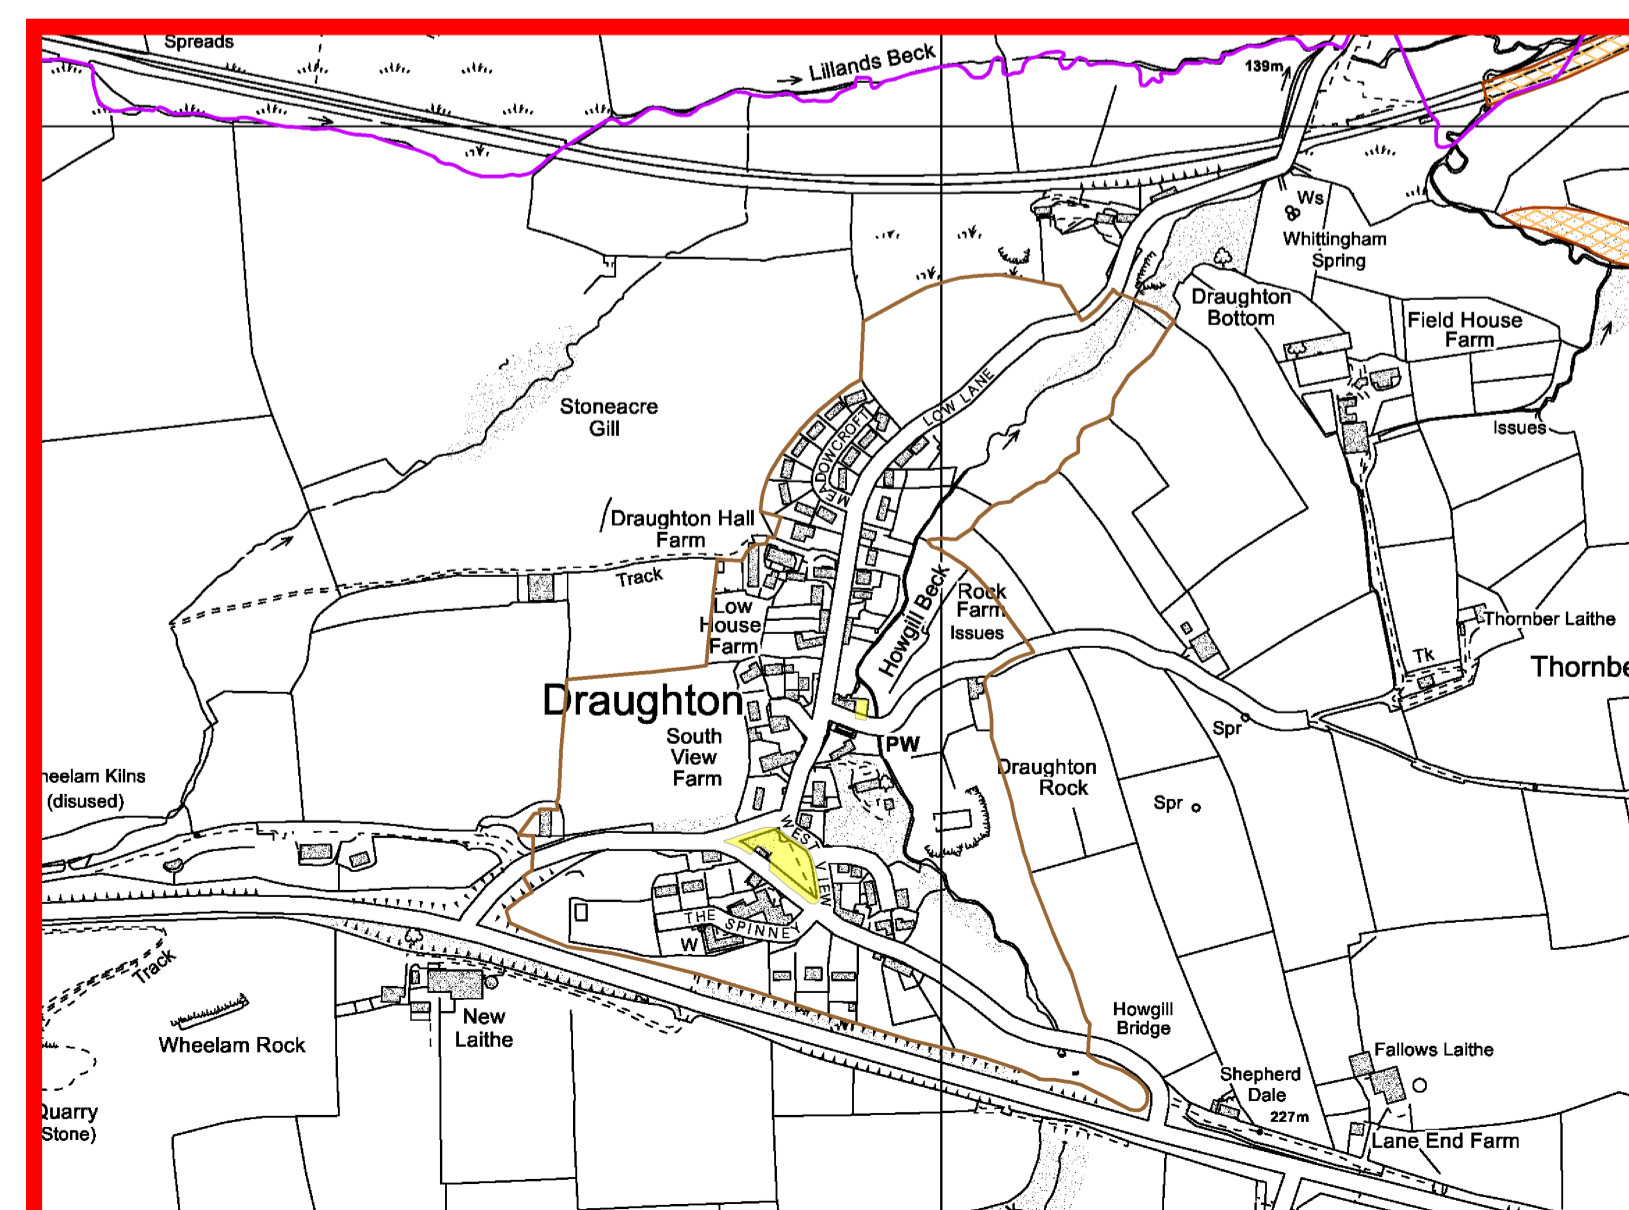 Spreads
Lillands Beck
139m
Ws
Whittingham
Spring
Draughton
Bottom
Field House
Farm
LOW LANE
Stoneacre
Gill
MEADOWCROFT
Issues
Draughton Hall
Farm
Track
Howgill Beck
Rock
Farm
Issues
Low
House
Farm
Thornber Laithe
Tk
Thornbe
Draughton
South
View
Farm
PW
Spr
Draughton
Rock
Spr
heelam Kilns
(disused)
WEST VIEW
THE SPINNEY
W
Track
New
Laithe
Wheelam Rock
Howgill
Bridge
Fallows Laithe
Shepherd
Dale
227m
Quarry
Stone)
Lane End Farm